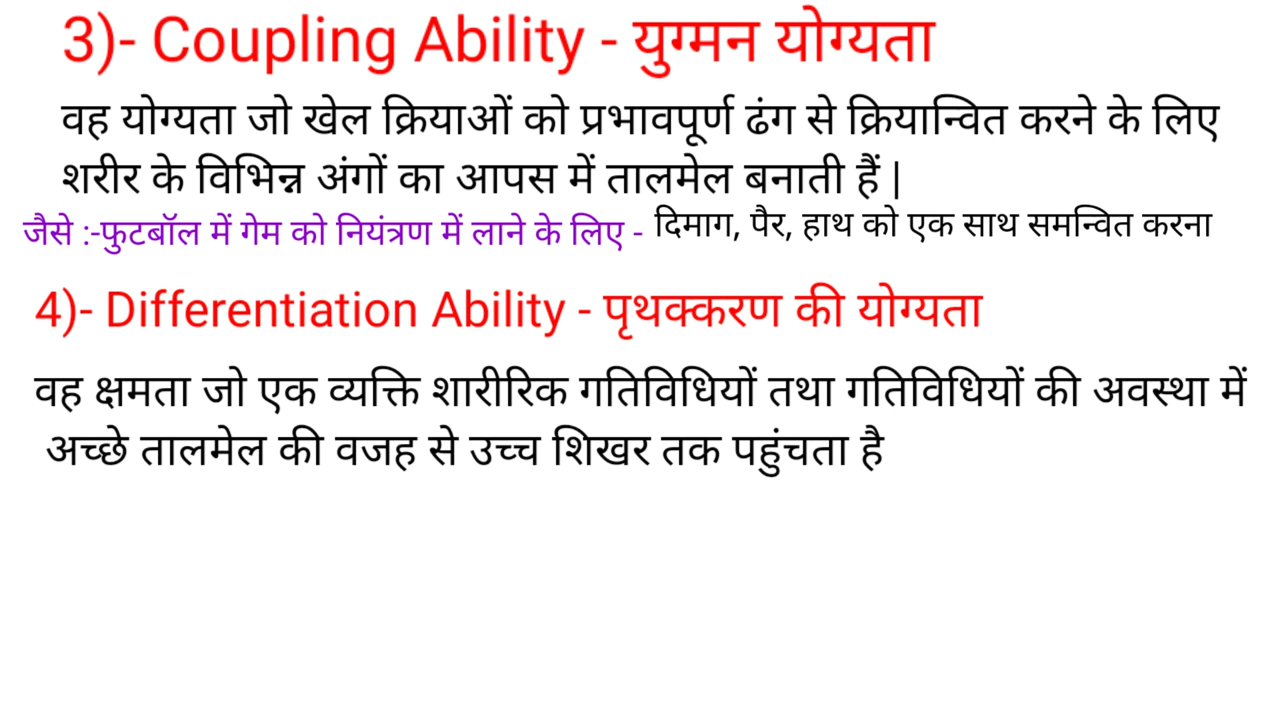 3)- Coupling Ability - युग्मन योग्यता
वह योग्यता जो खेल क्रियाओं को प्रभावपूर्ण ढंग से क्रियान्वित करने के लिए
शरीर के विभिन्न अंगों का आपस में तालमेल बनाती हैं |
जैसे :-फुटबॉल में गेम को नियंत्रण में लाने के लिए - दिमाग, पैर, हाथ को एक साथ समन्वित करना
4)- Differentiation Ability - पृथक्करण की योग्यता
वह क्षमता जो एक व्यक्ति शारीरिक गतिविधियों तथा गतिविधियों की अवस्था में
अच्छे तालमेल की वजह से उच्च शिखर तक पहुंचता है